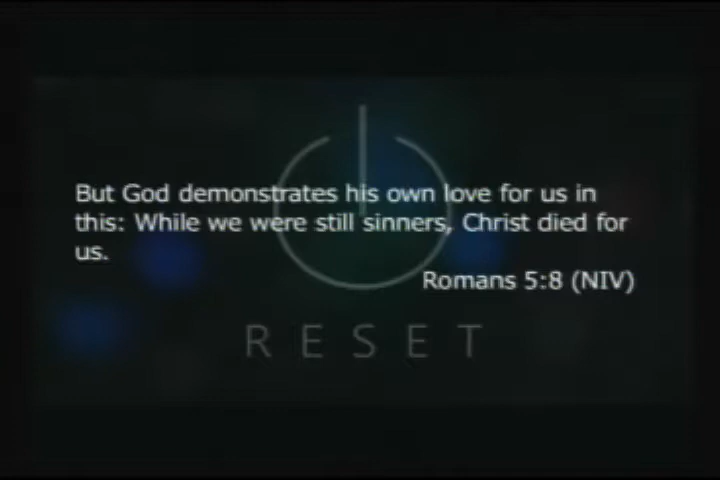 But God demonstrates his own love for us in
this: While we were still sinners, Christ died for
us.
Romans 5:8 (NIV)
RESET